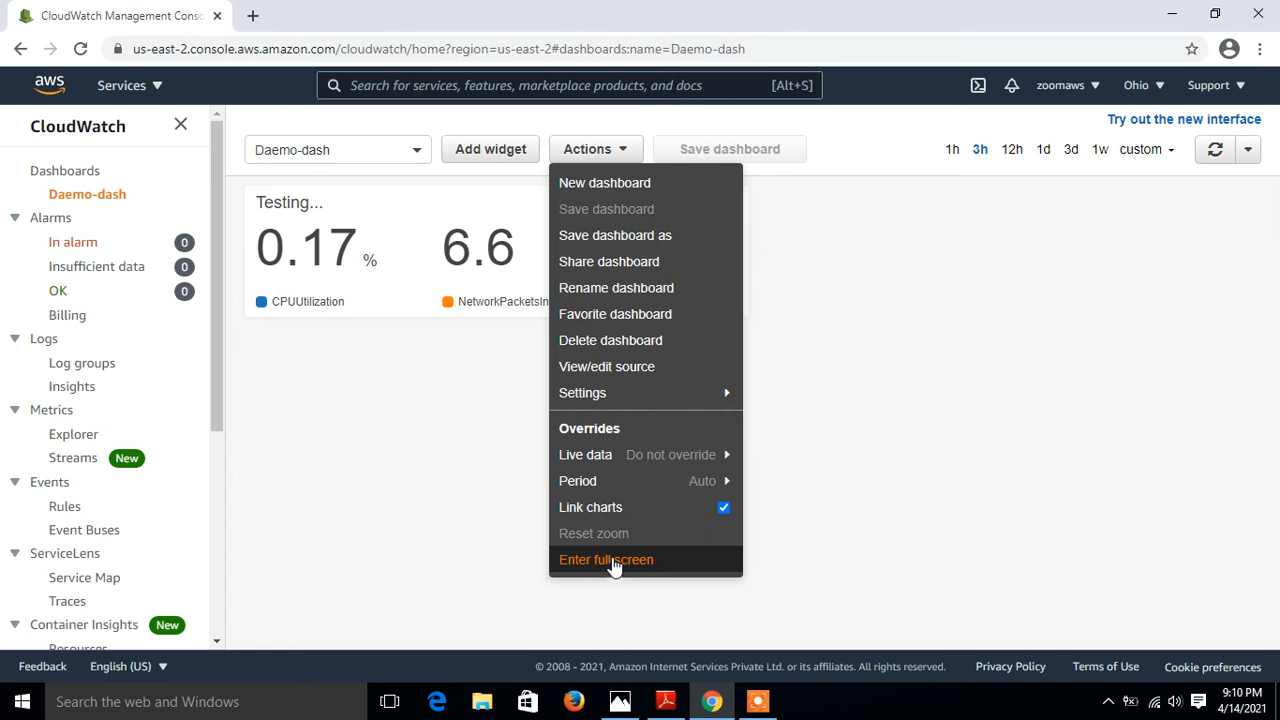 CloudWatch Management Conso
us-east-2.console.aws.amazon.com/cloudwatch/home?region=us-east-2#dashboards:name=Daemo-dash
aws Services Search for services, features, marketplace products, and docs [Alt+S] zoomaws Ohio Support
CloudWatch
Try out the new interface
Daemo-dash Add widget Actions Save dashboard 1h 3h 12h 1d 3d 1w custom
Dashboards
Daemo-dash
Alarms
In alarm 0
Insufficient data 0
OK 0
Billing
Logs
Log groups
Insights
Metrics
Explorer
Streams New
Events
Rules
Event Buses
ServiceLens
Service Map
Traces
Container Insights New
Resources
Testing...
0.17 % 6.6
CPUUtilization NetworkPacketsIn
New dashboard
Save dashboard
Save dashboard as
Share dashboard
Rename dashboard
Favorite dashboard
Delete dashboard
View/edit source
Settings
Overrides
Live data Do not override
Period Auto
Link charts
Reset zoom
Enter full screen
Feedback English (US) © 2008 - 2021, Amazon Internet Services Private Ltd. or its affiliates. All rights reserved. Privacy Policy Terms of Use Cookie preferences
Search the web and Windows
9:10 PM
4/14/2021